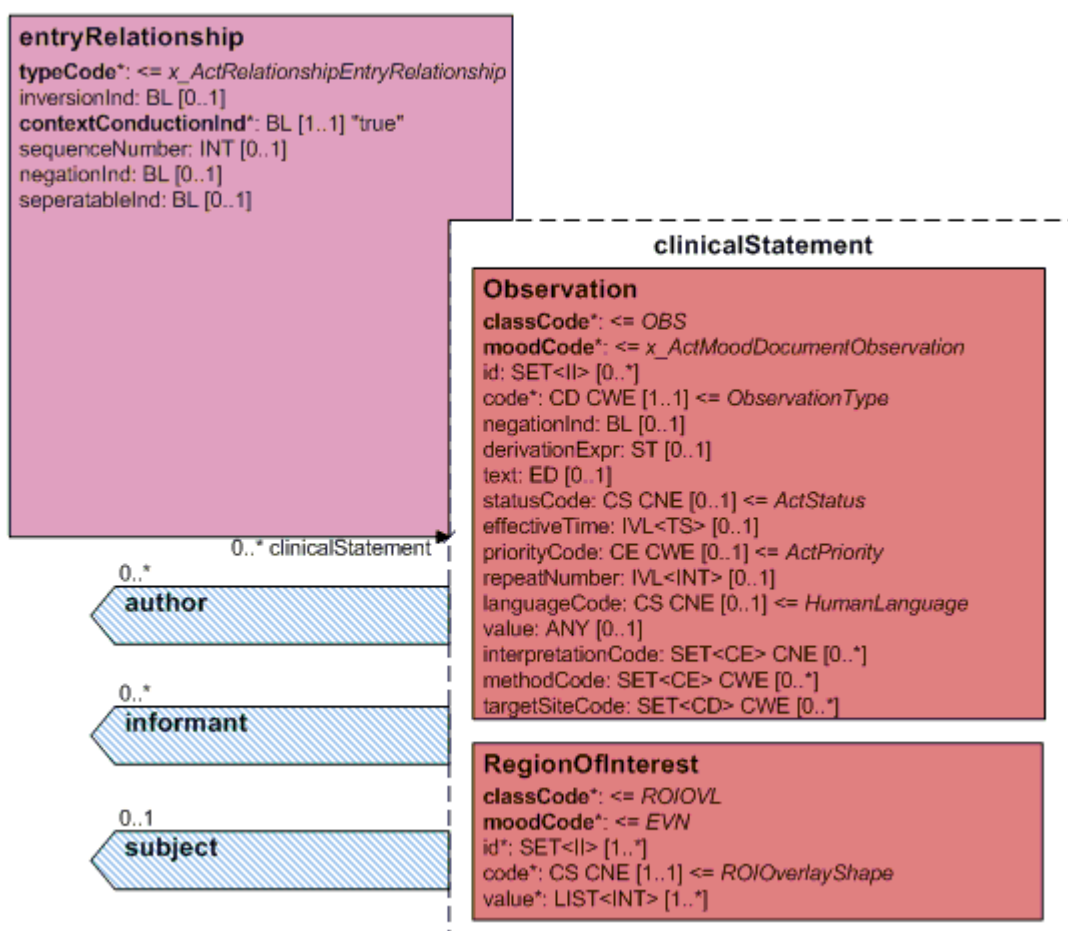 entryRelationship
typeCode*: <= x_ActRelationshipEntryRelationship
inversionInd: BL [0..1]
contextConductionInd*: BL [1..1] "true"
sequenceNumber: INT [0..1]
negationInd: BL [0..1]
seperatableInd: BL [0..1]
clinicalStatement
Observation
classCode*: <= OBS
moodCode*: <= x_ActMoodDocumentObservation
id: SET<II> [0..*]
code*: CD CWE [1..1] <= ObservationType
negationInd: BL [0..1]
derivationExpr: ST [0..1]
text: ED [0..1]
statusCode: CS CNE [0..1] <= ActStatus
effectiveTime: IVL<TS> [0..1]
priorityCode: CE CWE [0..1] <= ActPriority
repeatNumber: IVL<INT> [0..1]
languageCode: CS CNE [0..1] <= HumanLanguage
value: ANY [0..1]
interpretationCode: SET<CE> CNE [0..*]
methodCode: SET<CE> CWE [0..*]
targetSiteCode: SET<CD> CWE [0..*]
0..* clinicalStatement
0..*
author
0..*
informant
0..1
subject
RegionOfInterest
classCode*: <= ROIOVL
moodCode*: <= EVN
id*: SET<II> [1..*]
code*: CS CNE [1..1] <= ROIOverlayShape
value*: LIST<INT> [1..*]